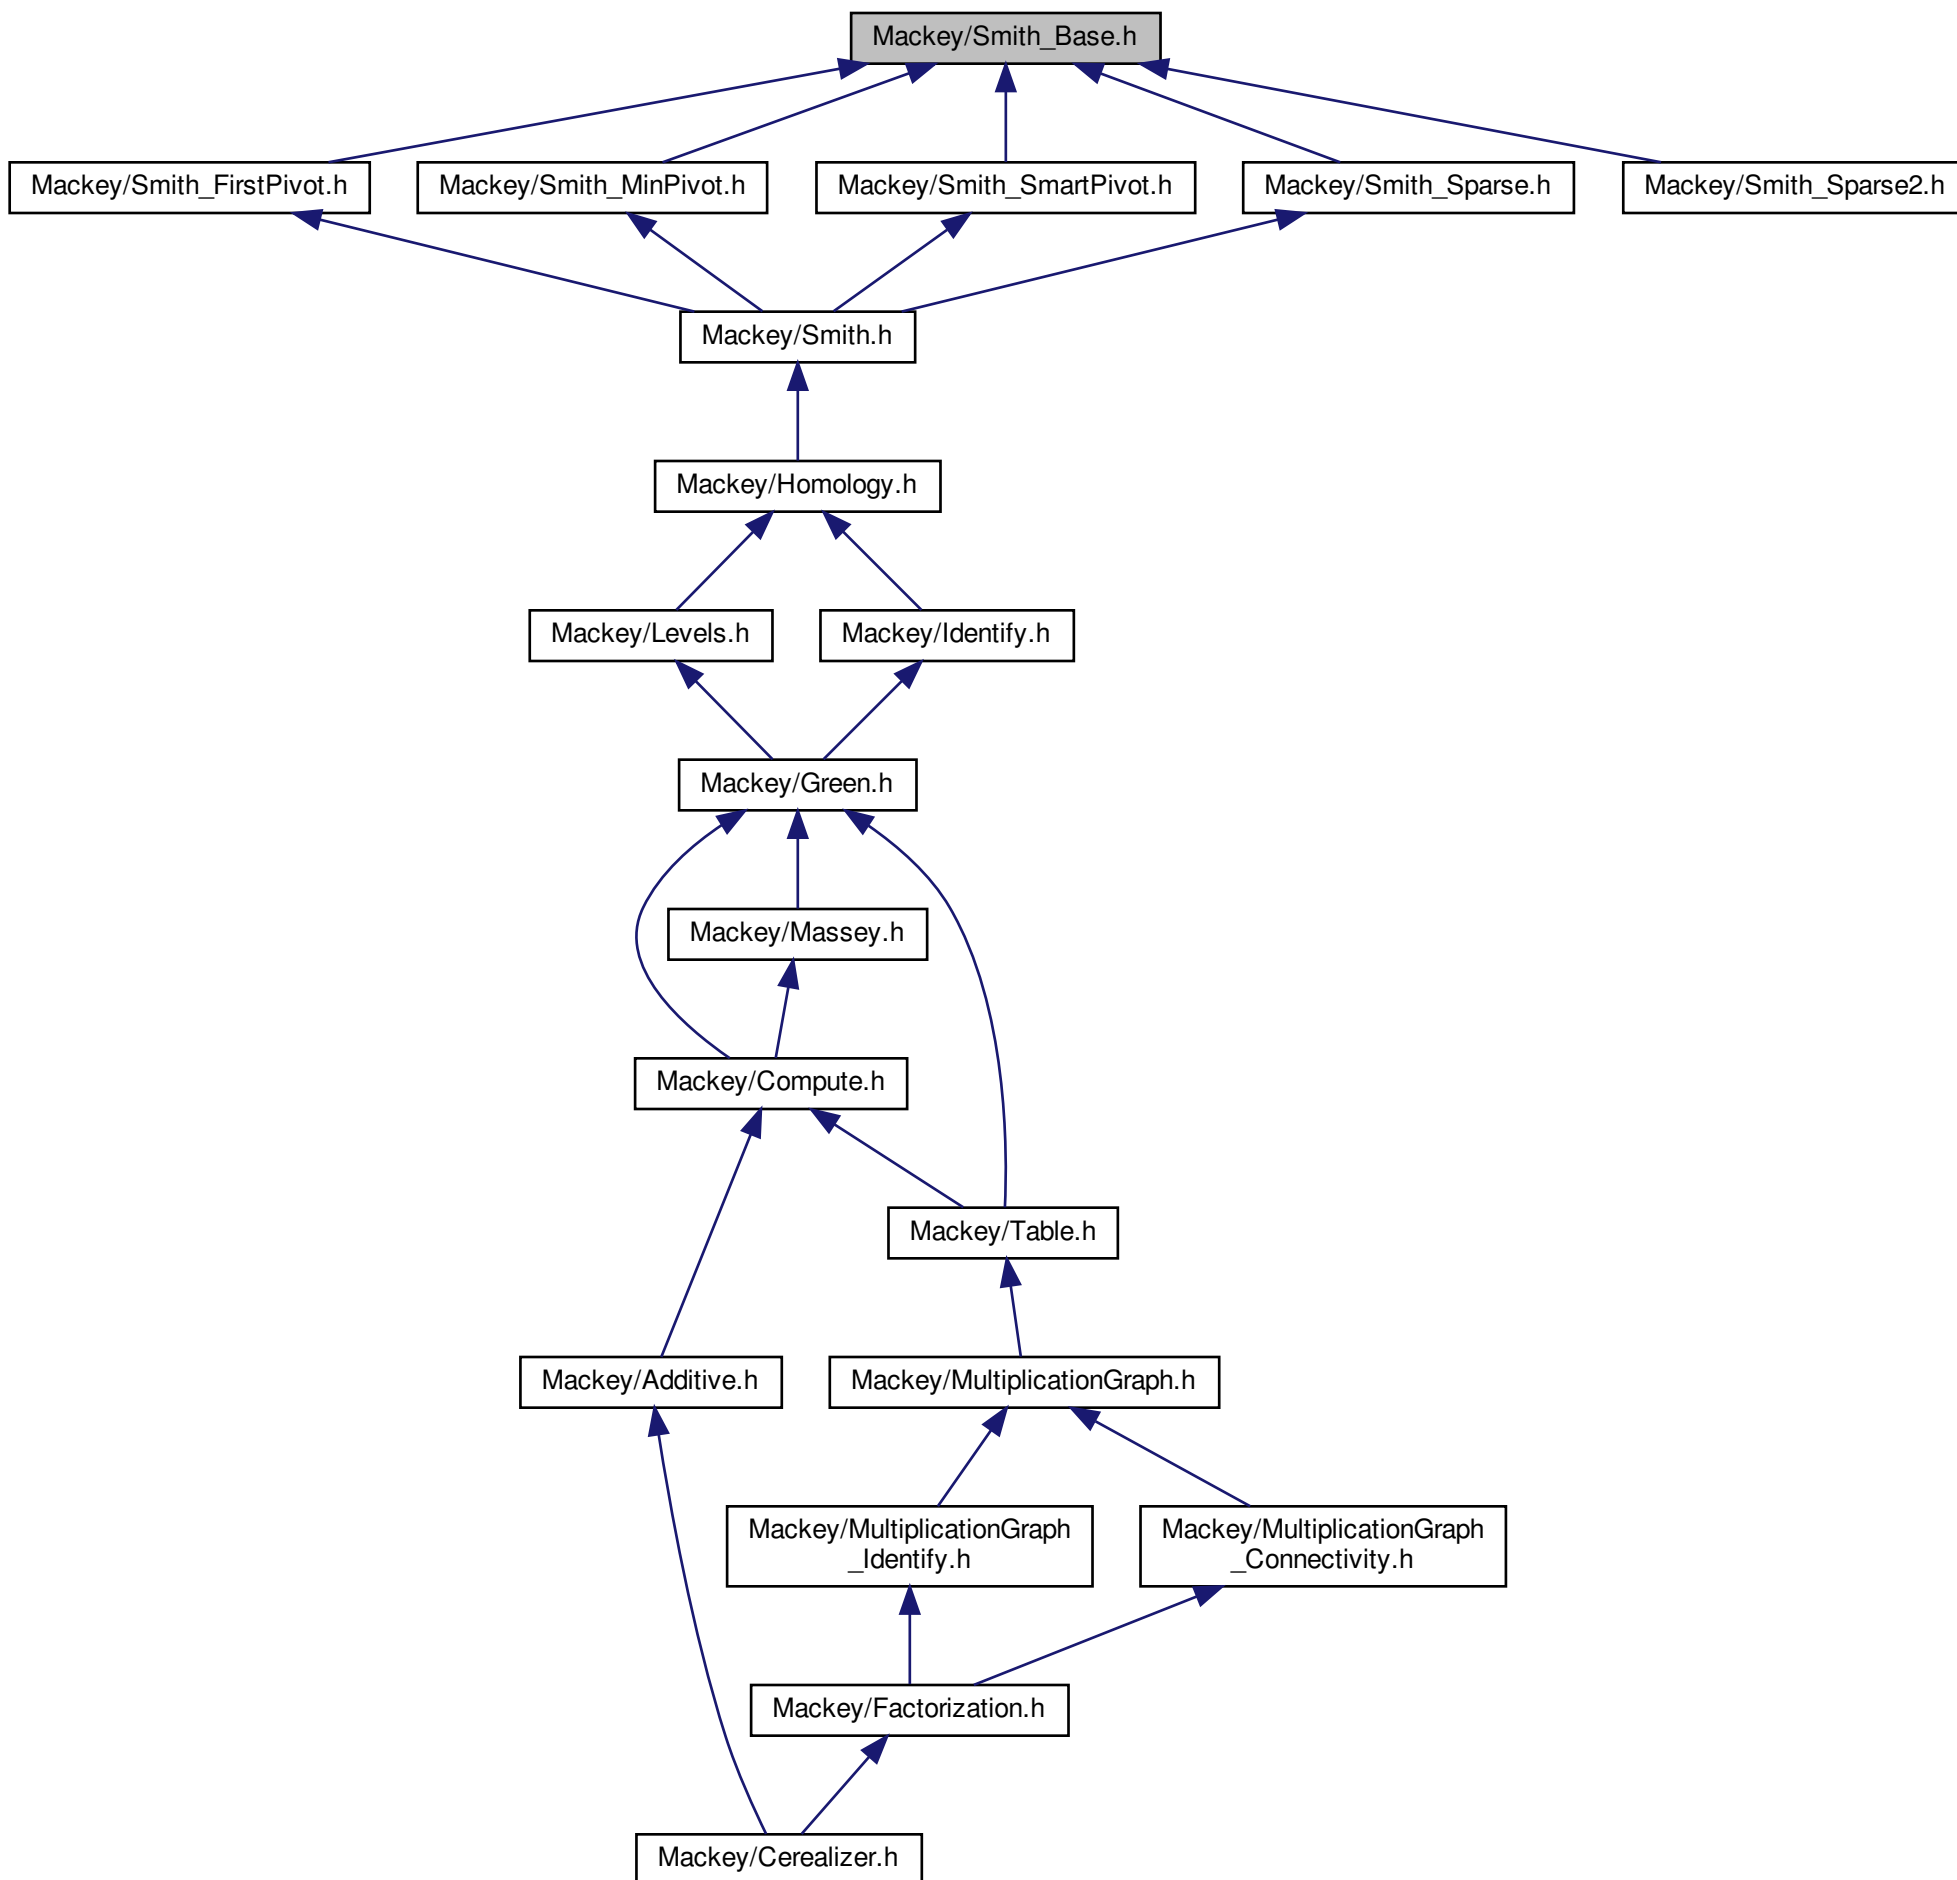 Mackey/Smith_Base.h
Mackey/Smith_FirstPivot.h
Mackey/Smith_MinPivot.h
Mackey/Smith_SmartPivot.h
Mackey/Smith_Sparse.h
Mackey/Smith_Sparse2.h
Mackey/Smith.h
Mackey/Homology.h
Mackey/Levels.h
Mackey/Identify.h
Mackey/Green.h
Mackey/Massey.h
Mackey/Compute.h
Mackey/Table.h
Mackey/Additive.h
Mackey/MultiplicationGraph.h
Mackey/MultiplicationGraph
_Identify.h
Mackey/MultiplicationGraph
_Connectivity.h
Mackey/Factorization.h
Mackey/Cerealizer.h